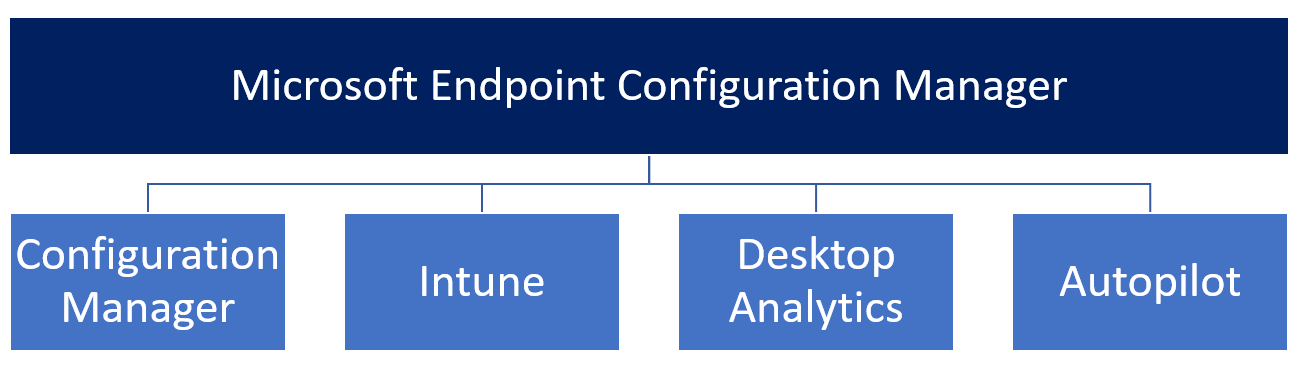 Microsoft Endpoint Configuration Manager
Configuration
Manager
Intune
Desktop
Analytics
Autopilot